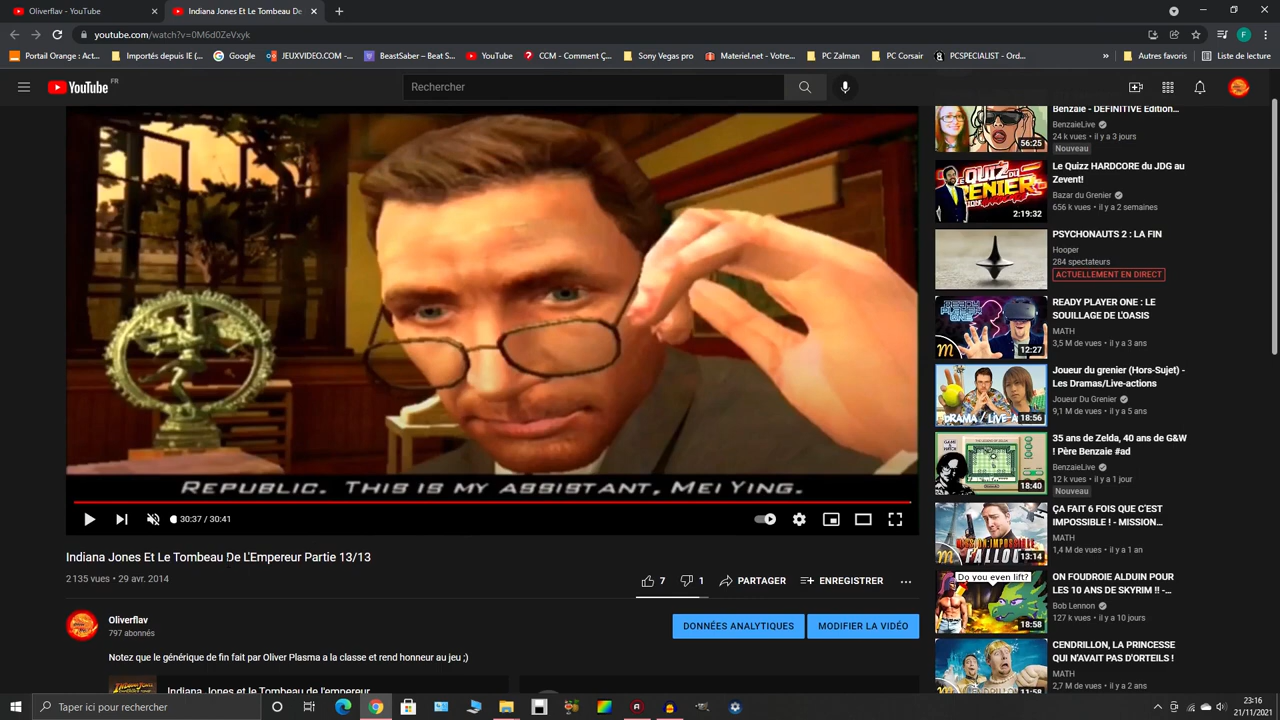 Oliverflav - YouTube
Indiana Jones Et Le Tombeau De
youtube.com/watch?v=0M6d0ZeVxyk
F
Portail Orange : Act...
Importés depuis IE (...
Google
JEUXVIDEO.COM -...
BeatSaber – Beat S...
YouTube
CCM - Comment Ç...
Sony Vegas pro
Materiel.net - Votre...
PC Zalman
PC Corsair
PCSPECIALIST - Ord...
»
Autres favoris
Liste de lecture
YouTube FR
Rechercher
REPUBLIC. THIS IS MY ASSISTANT, MEI YING.
30:37 / 30:41
Indiana Jones Et Le Tombeau De L'Empereur Partie 13/13
2 135 vues • 29 avr. 2014
7
1
PARTAGER
ENREGISTRER
Oliverflav
797 abonnés
DONNÉES ANALYTIQUES
MODIFIER LA VIDÉO
Notez que le générique de fin fait par Oliver Plasma a la classe et rend honneur au jeu ;)
Indiana Jones et le Tombeau de l'empereur
Benzaie - DEFINITIVE Edition...
BenzaieLive
24 k vues • il y a 3 jours
Nouveau
56:25
Le Quizz HARDCORE du JDG au
Zevent!
Bazar du Grenier
656 k vues • il y a 2 semaines
LE QUIZ DU
GRENIER
2:19:32
PSYCHONAUTS 2 : LA FIN
Hooper
284 spectateurs
ACTUELLEMENT EN DIRECT
READY PLAYER ONE : LE
SOUILLAGE DE L'OASIS
MATH
3,5 M de vues • il y a 3 ans
READY
PLAYER ONE
12:27
Joueur du grenier (Hors-Sujet) -
Les Dramas/Live-actions
Joueur Du Grenier
9,1 M de vues • il y a 5 ans
DRAMA / LIVE-A
18:56
35 ans de Zelda, 40 ans de G&W
! Père Benzaie #ad
BenzaieLive
12 k vues • il y a 1 jour
Nouveau
18:40
ÇA FAIT 6 FOIS QUE C'EST
IMPOSSIBLE ! - MISSION...
MATH
1,4 M de vues • il y a 1 an
MISSION:IMPOSSIBLE
FALLOUT
13:14
ON FOUDROIE ALDUIN POUR
LES 10 ANS DE SKYRIM !! -...
Bob Lennon
127 k vues • il y a 10 jours
Do you even lift?
18:58
CENDRILLON, LA PRINCESSE
QUI N'AVAIT PAS D'ORTEILS !
MATH
2,7 M de vues • il y a 2 ans
11:58
Taper ici pour rechercher
23:16
21/11/2021